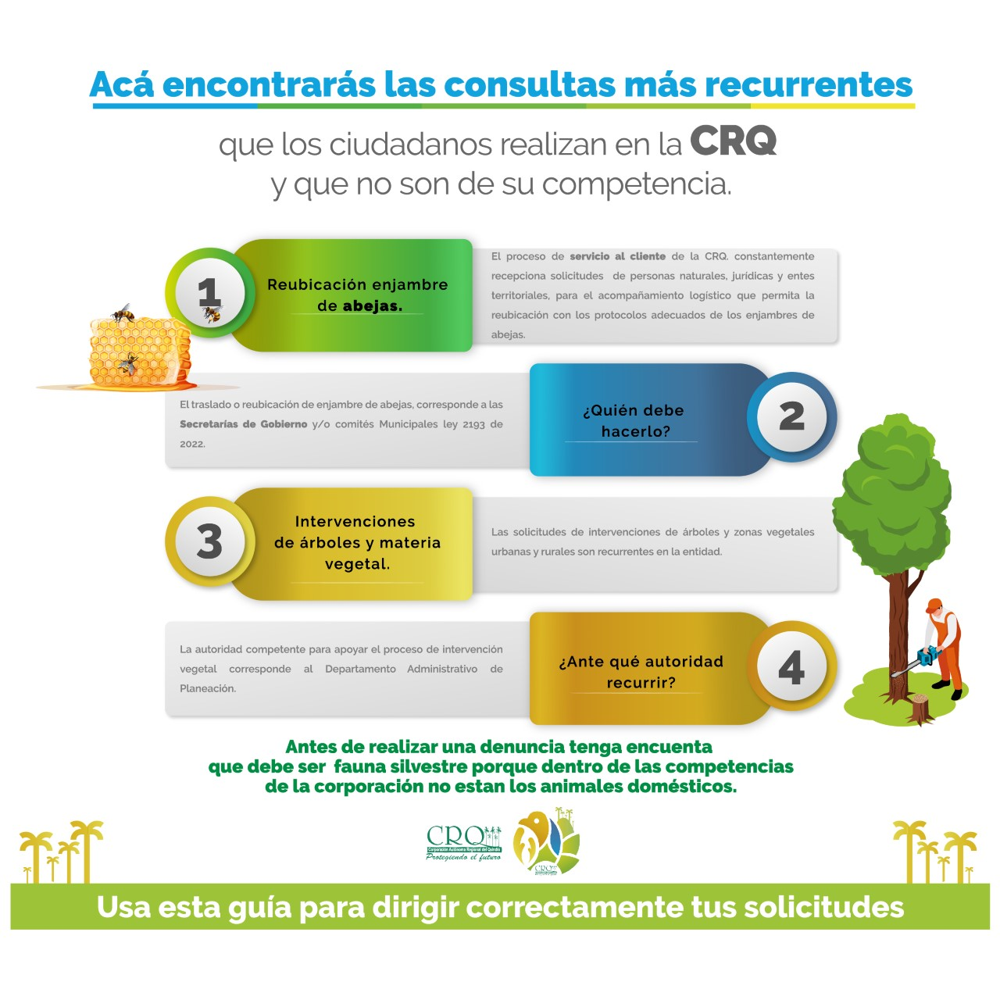 Acá encontrarás las consultas más recurrentes
que los ciudadanos realizan en la CRQ
y que no son de su competencia.
1
Reubicación enjambre
de abejas.
El proceso de servicio al cliente de la CRQ. constantemente
recepciona solicitudes de personas naturales, jurídicas y entes
territoriales, para el acompañamiento logístico que permita la
reubicación con los protocolos adecuados de los enjambres de
abejas.
El traslado o reubicación de enjambre de abejas, corresponde a las
Secretarías de Gobierno y/o comités Municipales ley 2193 de
2022.
¿Quién debe
hacerlo?
2
3
Intervenciones
de árboles y materia
vegetal.
Las solicitudes de intervenciones de árboles y zonas vegetales
urbanas y rurales son recurrentes en la entidad.
La autoridad competente para apoyar el proceso de intervención
vegetal corresponde al Departamento Administrativo de
Planeación.
¿Ante qué autoridad
recurrir?
4
Antes de realizar una denuncia tenga encuenta
que debe ser fauna silvestre porque dentro de las competencias
de la corporación no estan los animales domésticos.
CRQ
Corporación Autónoma Regional del Quindío
Protegiendo el futuro
CRQ
Usa esta guía para dirigir correctamente tus solicitudes